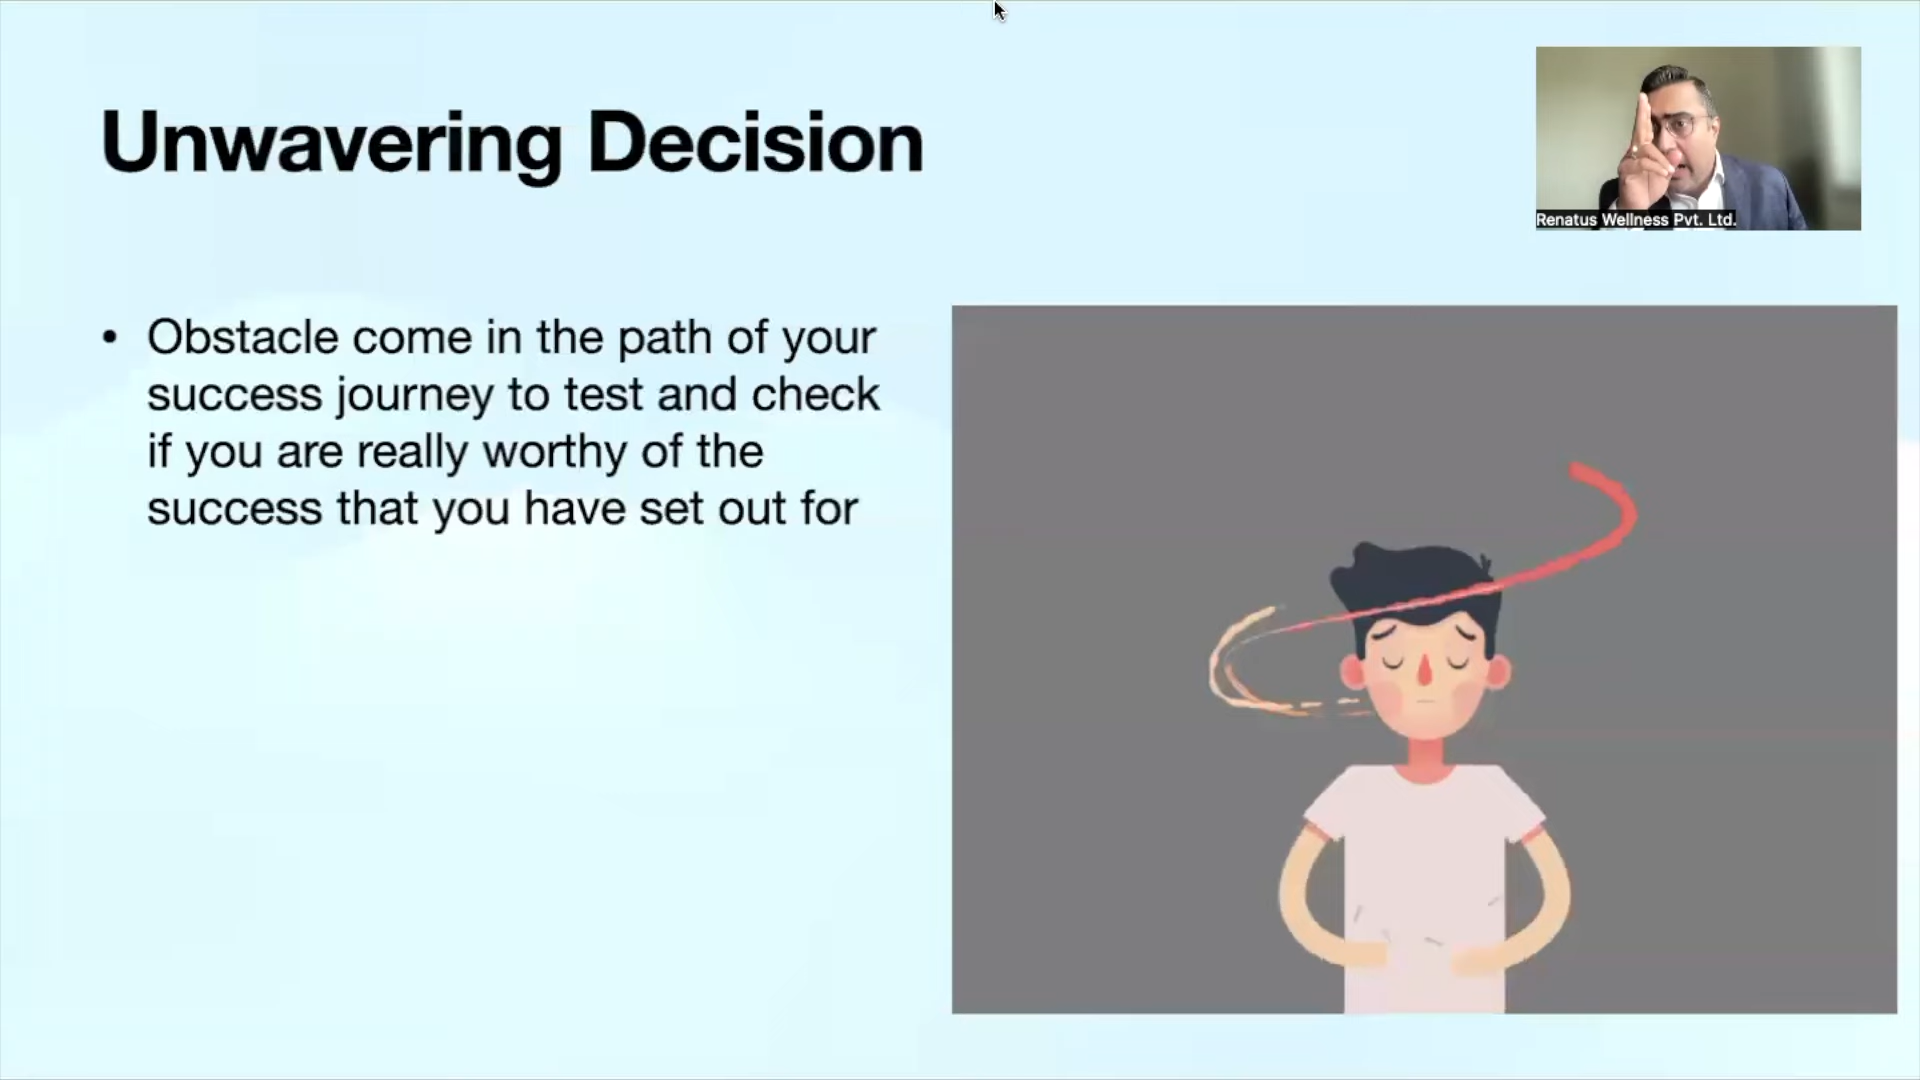 Unwavering Decision
Renatus Wellness Pvt. Ltd.
• Obstacle come in the path of your
success journey to test and check
if you are really worthy of the
success that you have set out for